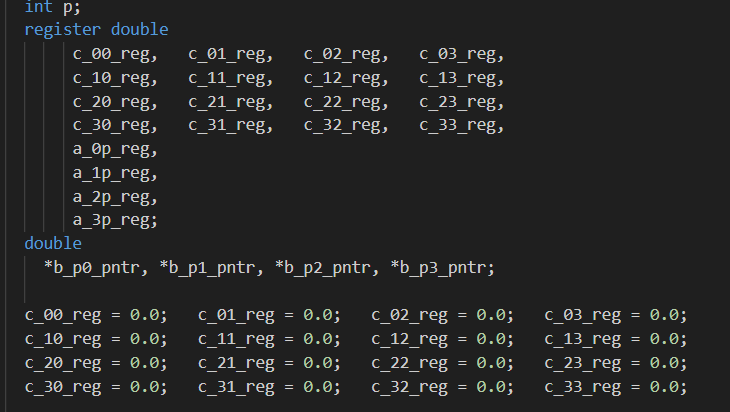 int p;
register double
c_00_reg,   c_01_reg,   c_02_reg,   c_03_reg,
c_10_reg,   c_11_reg,   c_12_reg,   c_13_reg,
c_20_reg,   c_21_reg,   c_22_reg,   c_23_reg,
c_30_reg,   c_31_reg,   c_32_reg,   c_33_reg,
a_0p_reg,
a_1p_reg,
a_2p_reg,
a_3p_reg;
double
*b_p0_pntr, *b_p1_pntr, *b_p2_pntr, *b_p3_pntr;
c_00_reg = 0.0;   c_01_reg = 0.0;   c_02_reg = 0.0;   c_03_reg = 0.0;
c_10_reg = 0.0;   c_11_reg = 0.0;   c_12_reg = 0.0;   c_13_reg = 0.0;
c_20_reg = 0.0;   c_21_reg = 0.0;   c_22_reg = 0.0;   c_23_reg = 0.0;
c_30_reg = 0.0;   c_31_reg = 0.0;   c_32_reg = 0.0;   c_33_reg = 0.0;